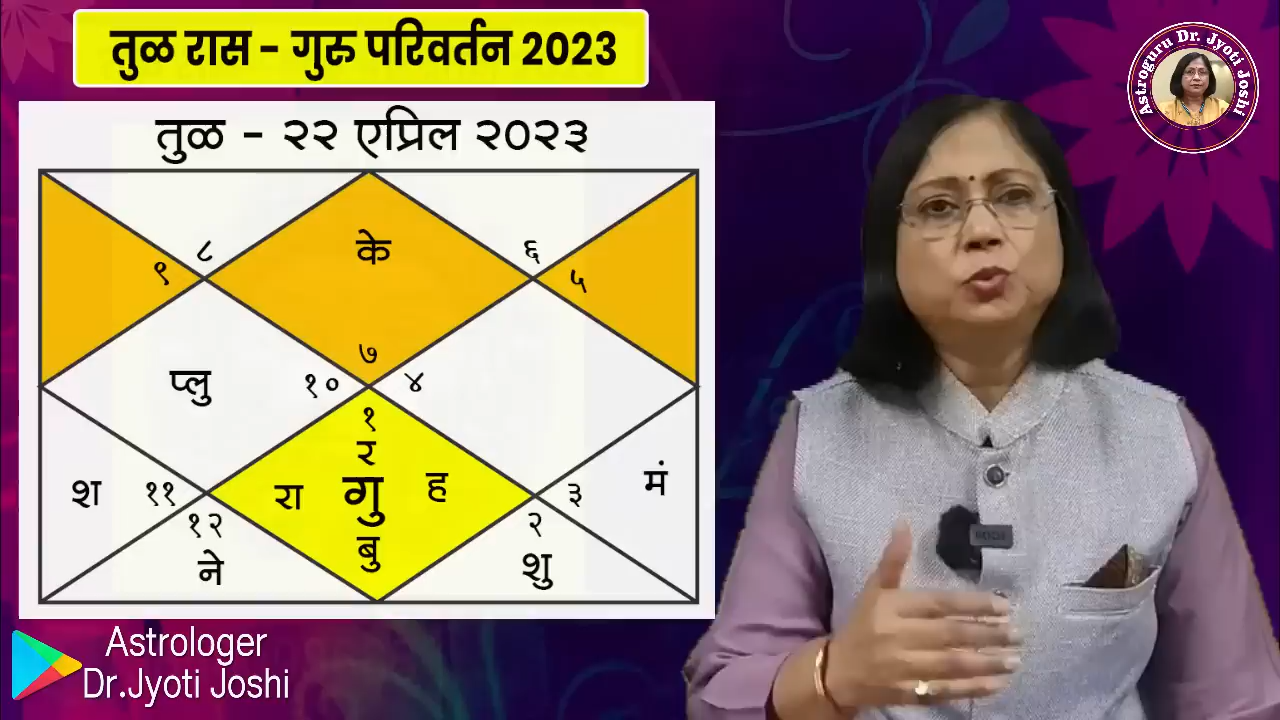 तुळ रास - गुरु परिवर्तन 2023
Astroguru Dr. Jyoti Joshi
तुळ - २२ एप्रिल २०२३
८
के
६
९
५
७
प्लु
१०
४
१
र
रा
गु
ह
बु
श
११
३
मं
१२
२
ने
शु
Astrologer
Dr.Jyoti Joshi